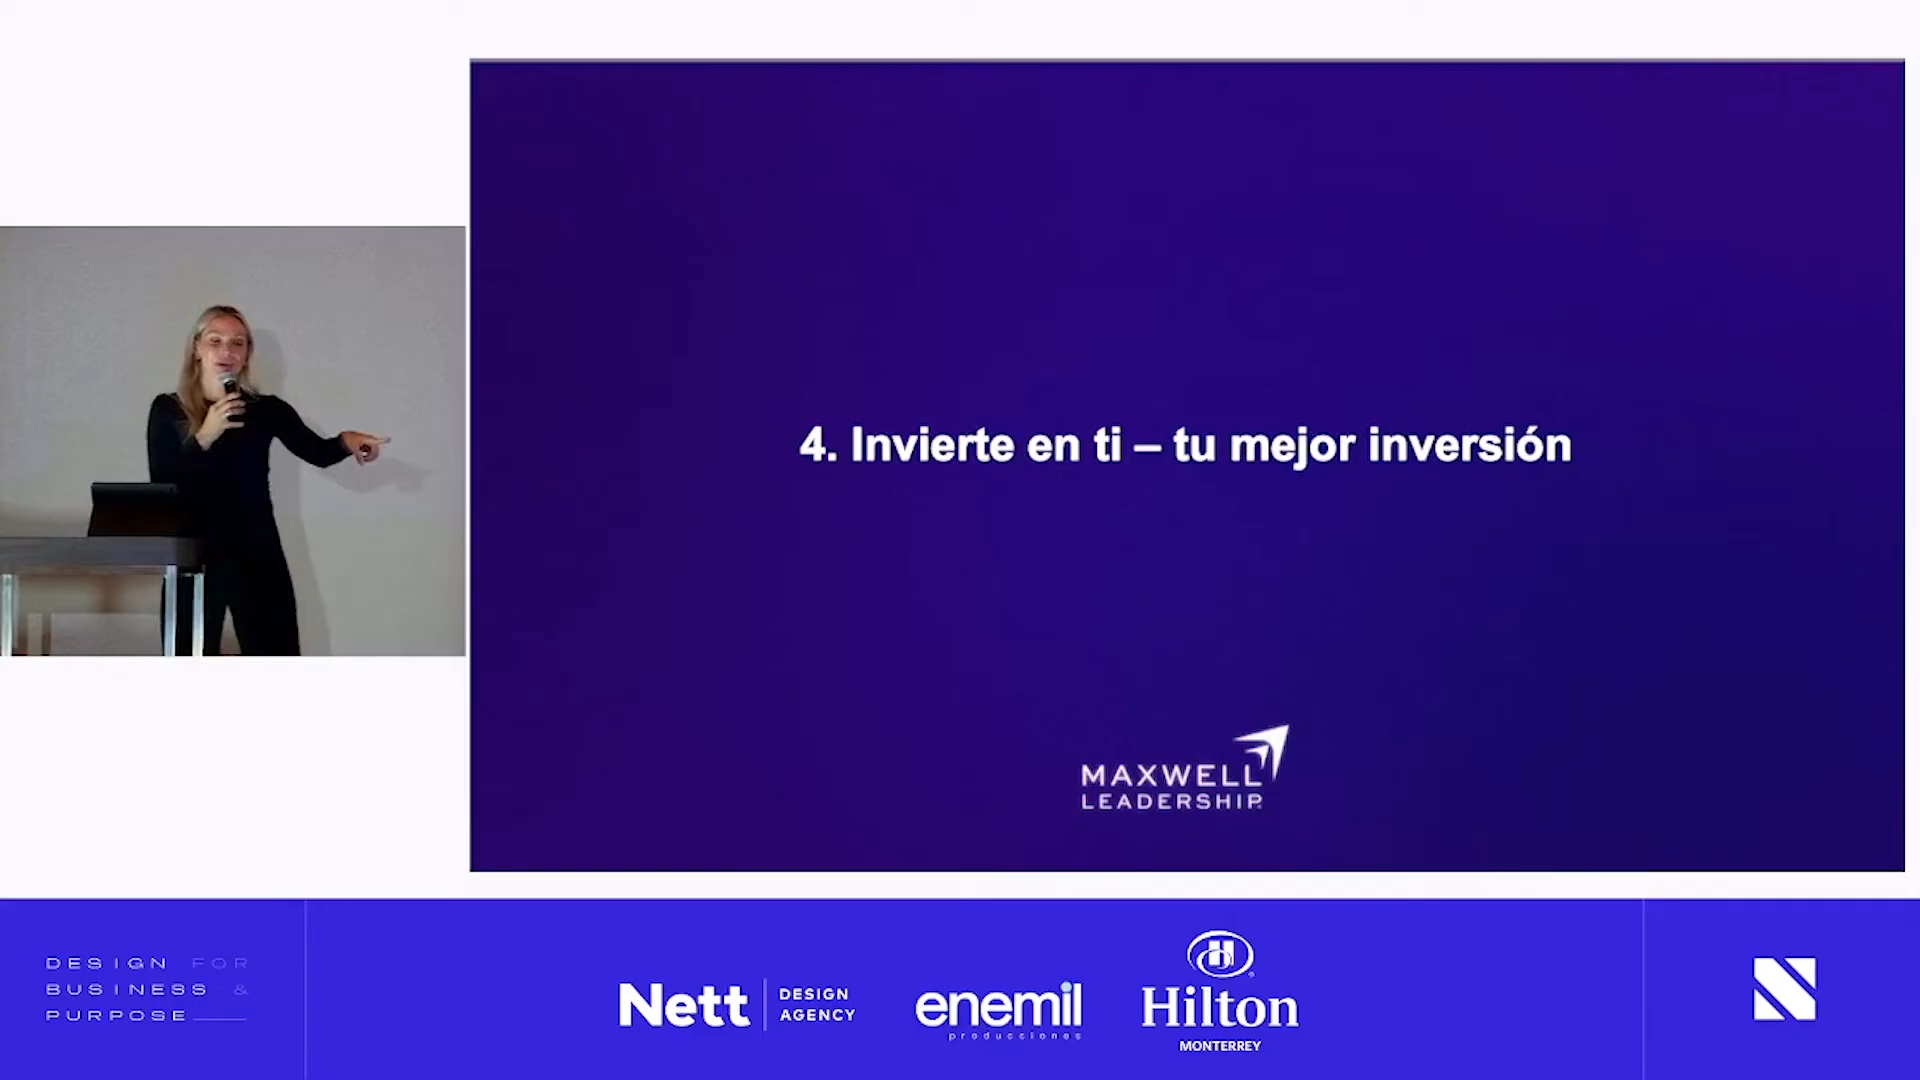 4. Invierte en ti – tu mejor inversión
MAXWELL
LEADERSHIP
DESIGN FOR
BUSINESS &
PURPOSE
Nett
DESIGN
AGENCY
enemil
producciones
Hilton
MONTERREY